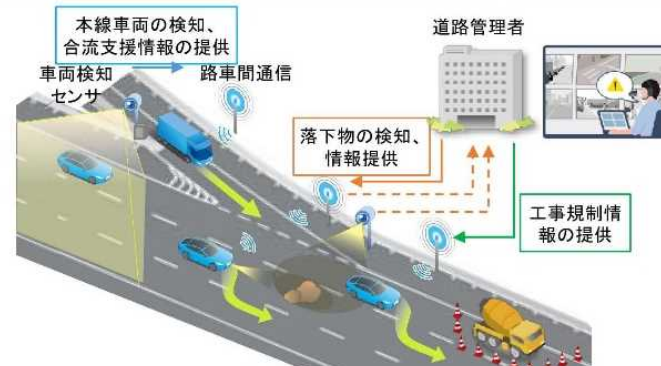 本線車両の検知、
合流支援情報の提供
道路管理者
車両検知
センサ
路車間通信
落下物の検知、
情報提供
工事規制情
報の提供